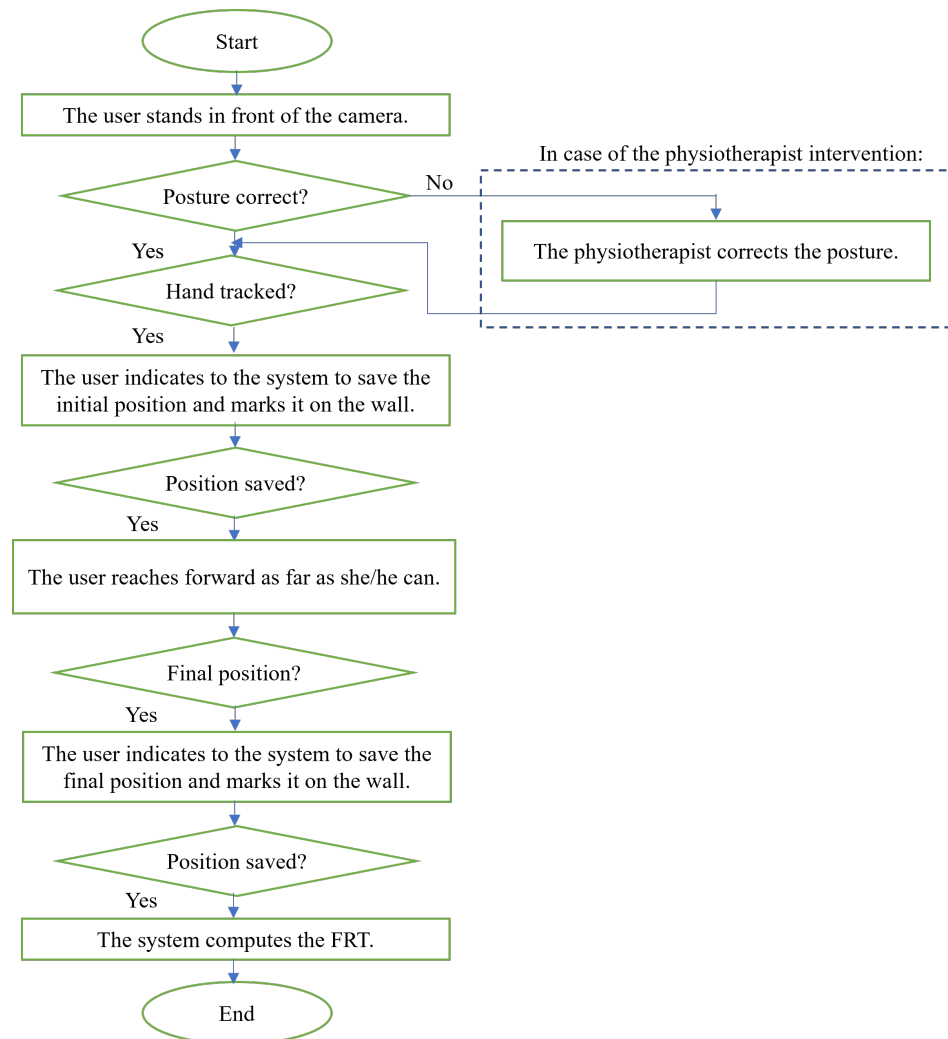 Start
The user stands in front of the camera.
In case of the physiotherapist intervention:
Posture correct?
No
The physiotherapist corrects the posture.
Yes
Hand tracked?
Yes
The user indicates to the system to save the
initial position and marks it on the wall.
Position saved?
Yes
The user reaches forward as far as she/he can.
Final position?
Yes
The user indicates to the system to save the
final position and marks it on the wall.
Position saved?
Yes
The system computes the FRT.
End